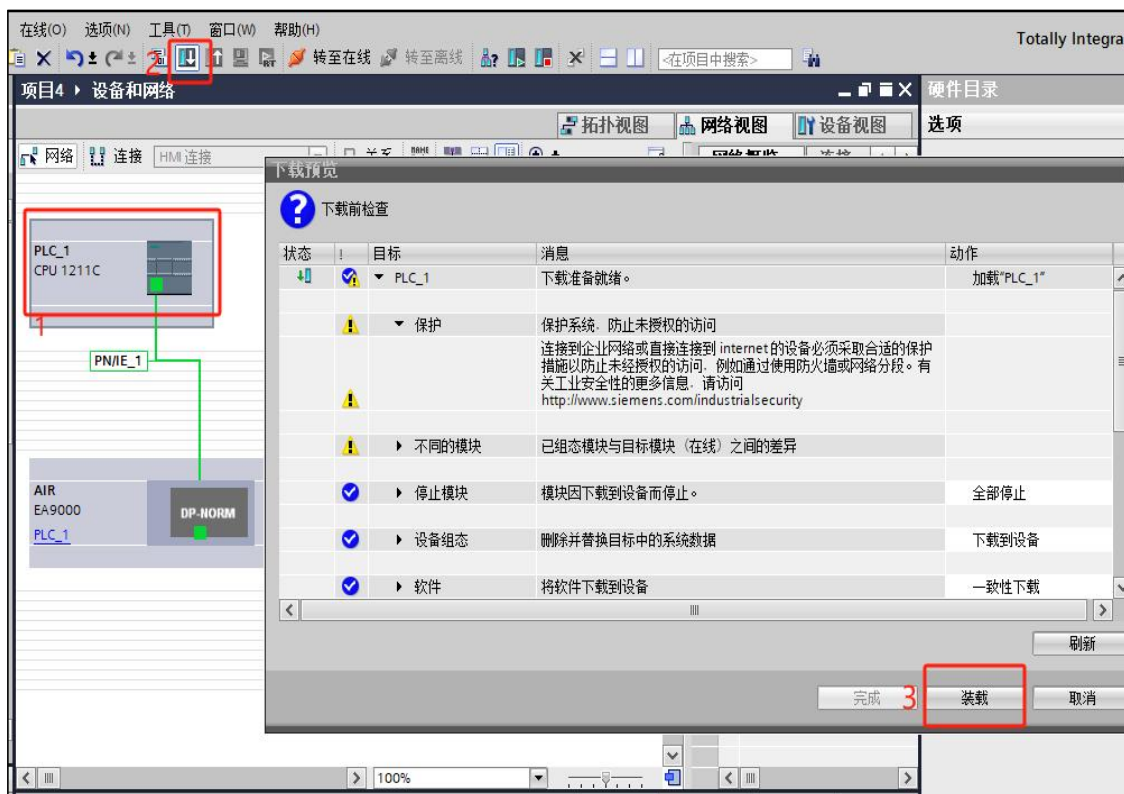 在线(O) 选项(N) 工具(T) 窗口(W) 帮助(H)
Totally Integra
2
转至在线 转至离线 <在项目中搜索>
项目4 设备和网络
硬件目录
拓扑视图 网络视图 设备视图
选项
网络 连接 HMI 连接
下载预览
下载前检查
状态 ! 目标 消息 动作
PLC_1 下载准备就绪。 加载"PLC_1"
保护 保护系统，防止未授权的访问
连接到企业网络或直接连接到 internet 的设备必须采取合适的保护
措施以防止未经授权的访问，例如通过使用防火墙或网络分段。有
关工业安全性的更多信息，请访问
http://www.siemens.com/industrialsecurity
不同的模块 已组态模块与目标模块（在线）之间的差异
停止模块 模块因下载到设备而停止。 全部停止
设备组态 删除并替换目标中的系统数据 下载到设备
软件 将软件下载到设备 一致性下载
刷新
完成 3 装载 取消
PLC_1
CPU 1211C
1
PN/IE_1
AIR
EA9000
PLC_1
DP-NORM
100%